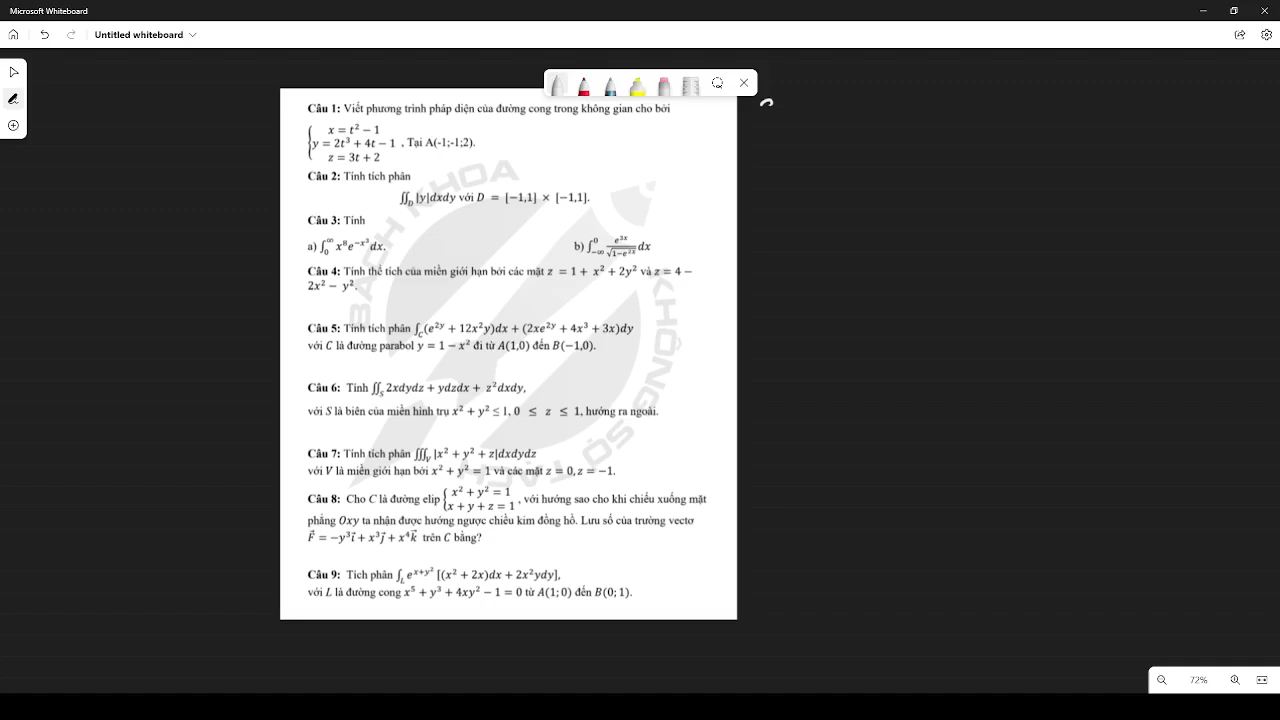 Microsoft Whiteboard
Untitled whiteboard
Câu 1: Viết phương trình pháp diện của đường cong trong không gian cho bởi
x = t² − 1
y = 2t³ + 4t − 1 , Tại A(-1;-1;2).
z = 3t + 2
Câu 2: Tính tích phân
∬_D |y|dxdy với D = [−1,1] × [−1,1].
Câu 3: Tính
a) ∫₀^∞ x⁸e^(−x³)dx. b) ∫_(−∞)^0 e^(3x)/√(1−e^(2x)) dx
Câu 4: Tính thể tích của miền giới hạn bởi các mặt z = 1 + x² + 2y² và z = 4 −
2x² − y².
Câu 5: Tính tích phân ∫_C(e^(2y) + 12x²y)dx + (2xe^(2y) + 4x³ + 3x)dy
với C là đường parabol y = 1 − x² đi từ A(1,0) đến B(−1,0).
Câu 6: Tính ∬_S 2xdydz + ydzdx + z²dxdy,
với S là biên của miền hình trụ x² + y² ≤ 1, 0 ≤ z ≤ 1, hướng ra ngoài.
Câu 7: Tính tích phân ∭_V |x² + y² + z|dxdydz
với V là miền giới hạn bởi x² + y² = 1 và các mặt z = 0, z = −1.
Câu 8: Cho C là đường elip { x² + y² = 1
x + y + z = 1 , với hướng sao cho khi chiếu xuống mặt
phẳng Oxy ta nhận được hướng ngược chiều kim đồng hồ. Lưu số của trường vectơ
F⃗ = −y³i⃗ + x³j⃗ + x⁴k⃗ trên C bằng?
Câu 9: Tích phân ∫_L e^(x+y²) [(x² + 2x)dx + 2x²ydy],
với L là đường cong x⁵ + y³ + 4xy² − 1 = 0 từ A(1; 0) đến B(0; 1).
BÁCH KHOA
KHÔNG SỢ
72%